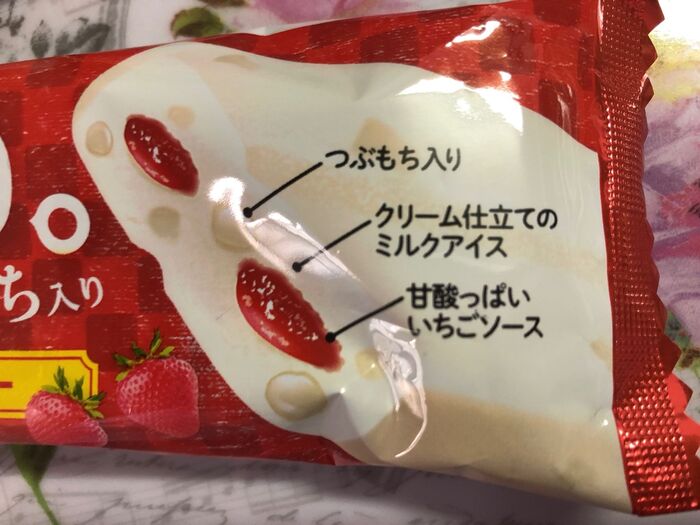 つぶもち入り
クリーム仕立ての
ミルクアイス
甘酸っぱい
いちごソース
。
ち入り
ー